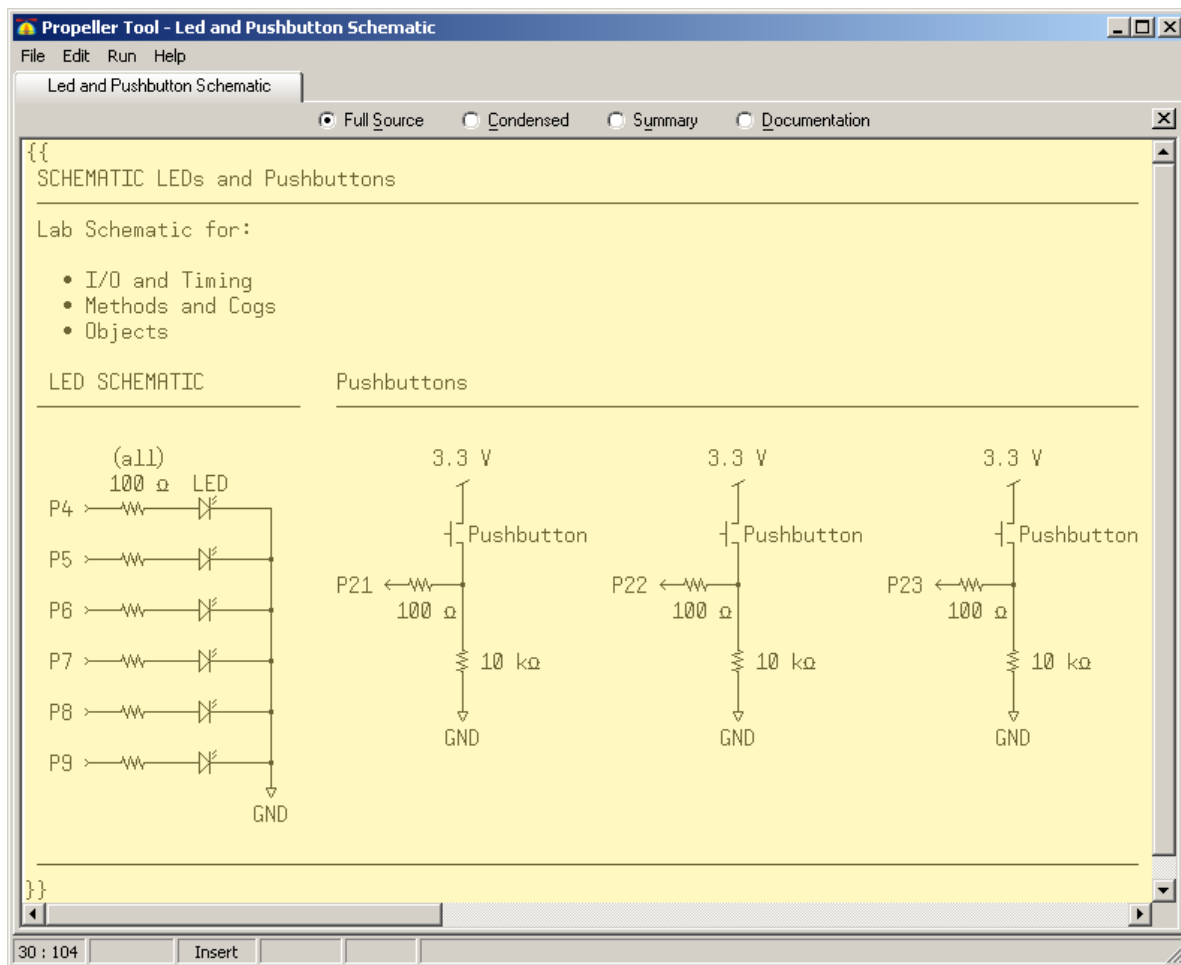 Propeller Tool - Led and Pushbutton Schematic
File Edit Run Help
Led and Pushbutton Schematic
Full Source Condensed Summary Documentation
{{
SCHEMATIC LEDs and Pushbuttons
Lab Schematic for:
• I/O and Timing
• Methods and Cogs
• Objects
LED SCHEMATIC Pushbuttons
(all) 3.3 V 3.3 V 3.3 V
100 Ω LED
P4
Pushbutton Pushbutton Pushbutton
P5
P21 P22 P23
P6 100 Ω 100 Ω 100 Ω
P7 10 kΩ 10 kΩ 10 kΩ
P8
GND GND GND
P9
GND
}}
30 : 104 Insert